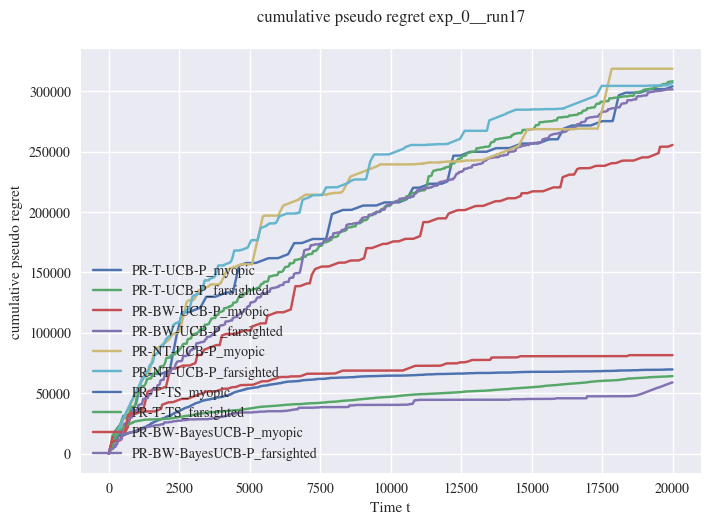 cumulative pseudo regret exp_0__run17
cumulative pseudo regret
300000
250000
200000
150000
100000
50000
0
PR-T-UCB-P_myopic
PR-T-UCB-P_farsighted
PR-BW-UCB-P_myopic
PR-BW-UCB-P_farsighted
PR-NT-UCB-P_myopic
PR-NT-UCB-P_farsighted
PR-T-TS_myopic
PR-T-TS_farsighted
PR-BW-BayesUCB-P_myopic
PR-BW-BayesUCB-P_farsighted
0 2500 5000 7500 10000 12500 15000 17500 20000
Time t